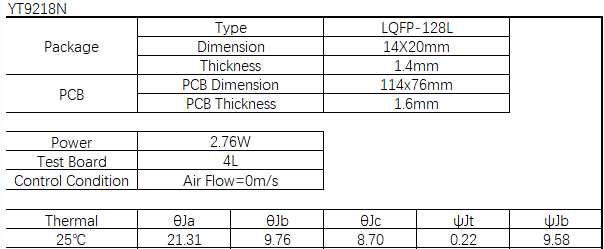 YT9218N
Type LQFP-128L
Package Dimension 14X20mm
Thickness 1.4mm
PCB PCB Dimension 114x76mm
PCB Thickness 1.6mm
Power 2.76W
Test Board 4L
Control Condition Air Flow=0m/s
Thermal θJa θJb θJc ψJt ψJb
25℃ 21.31 9.76 8.70 0.22 9.58